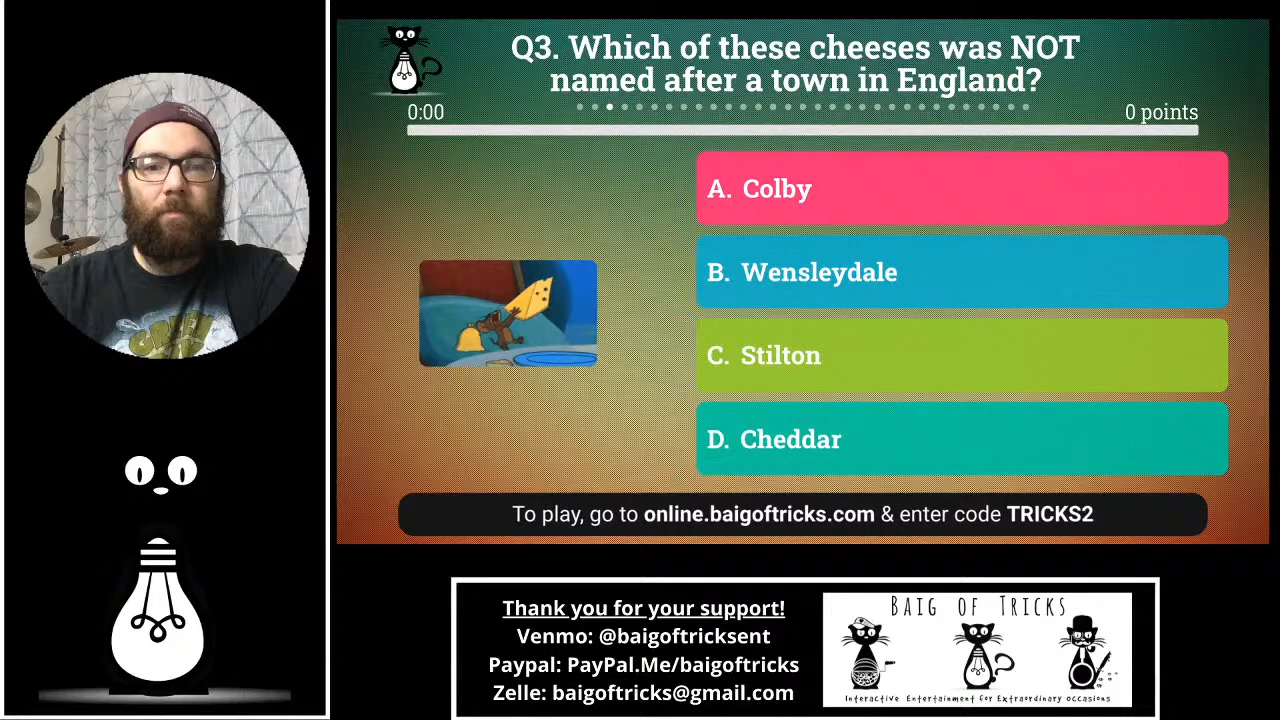 Q3. Which of these cheeses was NOT
named after a town in England?
0:00
0 points
A. Colby
B. Wensleydale
C. Stilton
D. Cheddar
To play, go to online.baigoftricks.com & enter code TRICKS2
Thank you for your support!
Venmo: @baigoftricksent
Paypal: PayPal.Me/baigoftricks
Zelle: baigoftricks@gmail.com
BAIG OF TRICKS
Interactive Entertainment for Extraordinary Occasions